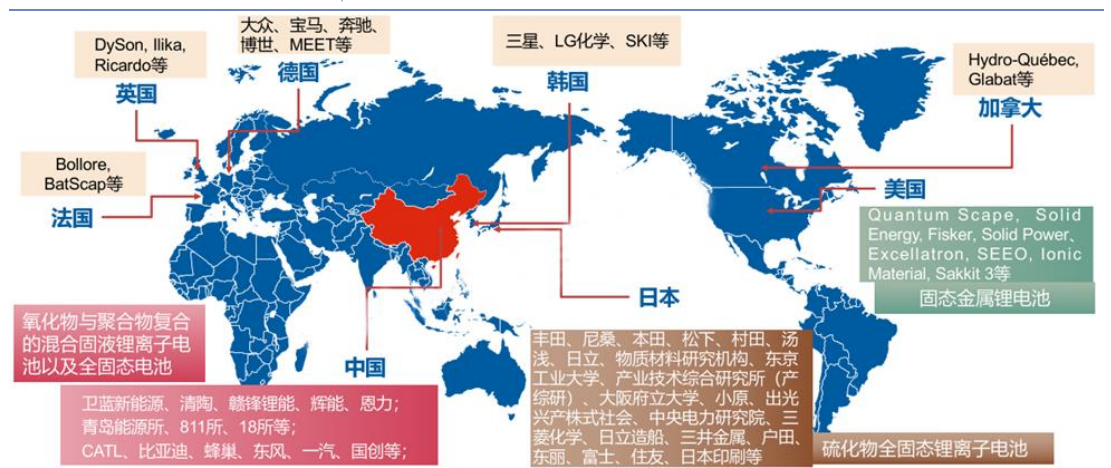 DySon, Ilika,
Ricardo等
英国
大众、宝马、奔驰、
博世、MEET等
德国
三星、LG化学、SKI等
韩国
Hydro-Québec,
Glabat等
加拿大
Bollore,
BatScap等
法国
美国
Quantum Scape, Solid
Energy, Fisker, Solid Power、
Excellatron, SEEO, Ionic
Material, Sakkit 3等
固态金属锂电池
日本
丰田、尼桑、本田、松下、村田、汤
浅、日立、物质材料研究机构、东京
工业大学、产业技术综合研究所（产
综研）、大阪府立大学、小原、出光
兴产株式会社、中央电力研究院、三
菱化学、日立造船、三井金属、户田、
东丽、富士、住友、日本印刷等
硫化物全固态锂离子电池
中国
氧化物与聚合物复合
的混合固液锂离子电
池以及全固态电池
卫蓝新能源、清陶、赣锋锂能、辉能、恩力；
青岛能源所、811所、18所等；
CATL、比亚迪、蜂巢、东风、一汽、国创等；